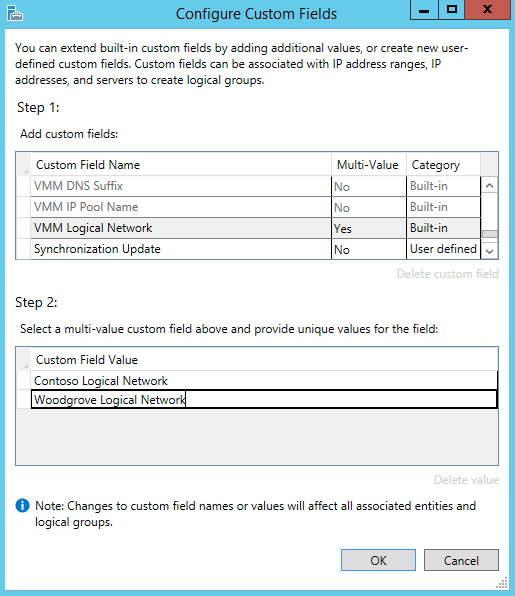 Configure Custom Fields
You can extend built-in custom fields by adding additional values, or create new user-
defined custom fields. Custom fields can be associated with IP address ranges, IP
addresses, and servers to create logical groups.
Step 1:
Add custom fields:
Custom Field Name Multi-Value Category
VMM DNS Suffix No Built-in
VMM IP Pool Name No Built-in
VMM Logical Network Yes Built-in
Synchronization Update No User defined
Delete custom field
Step 2:
Select a multi-value custom field above and provide unique values for the field:
Custom Field Value
Contoso Logical Network
Woodgrove Logical Network
Delete value
Note: Changes to custom field names or values will affect all associated entities and
logical groups.
OK Cancel